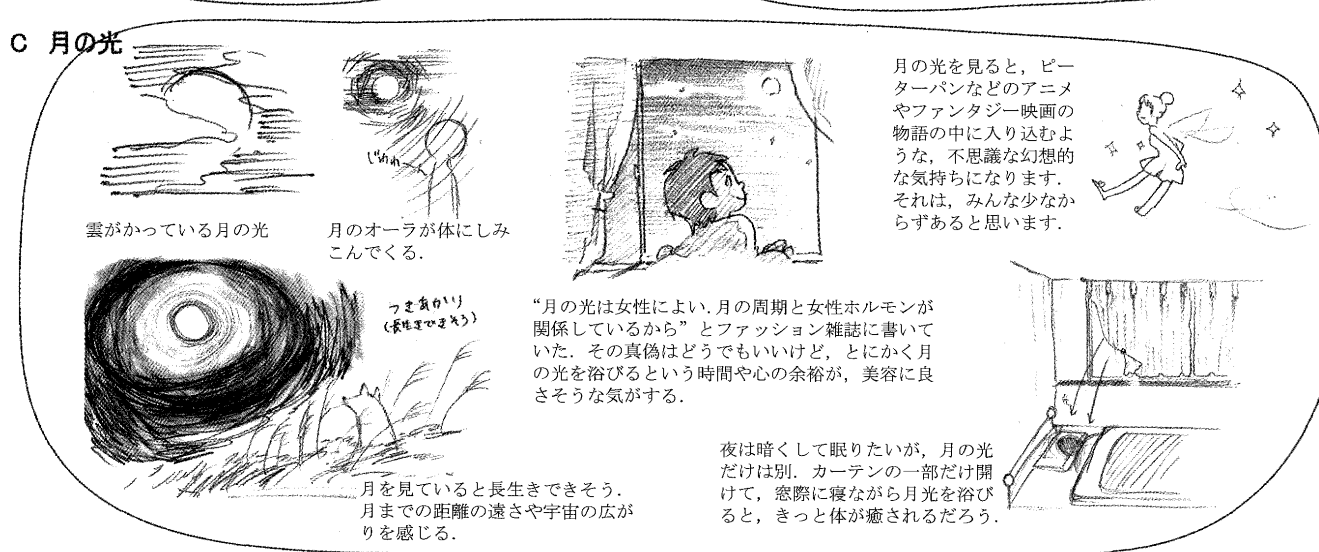 C 月の光
雲がかっている月の光
じわわ〜
月のオーラが体にしみ
こんでくる．
月の光を見ると，ピー
ターパンなどのアニメ
やファンタジー映画の
物語の中に入り込むよ
うな，不思議な幻想的
な気持ちになります．
それは，みんな少なか
らずあると思います．
つきあかり
(長生きできそう)
月を見ていると長生きできそう．
月までの距離の遠さや宇宙の広が
りを感じる．
“月の光は女性によい．月の周期と女性ホルモンが
関係しているから” とファッション雑誌に書いて
いた．その真偽はどうでもいいけど，とにかく月
の光を浴びるという時間や心の余裕が，美容に良
さそうな気がする．
夜は暗くして眠りたいが，月の光
だけは別．カーテンの一部だけ開
けて，窓際に寝ながら月光を浴び
ると，きっと体が癒されるだろう．